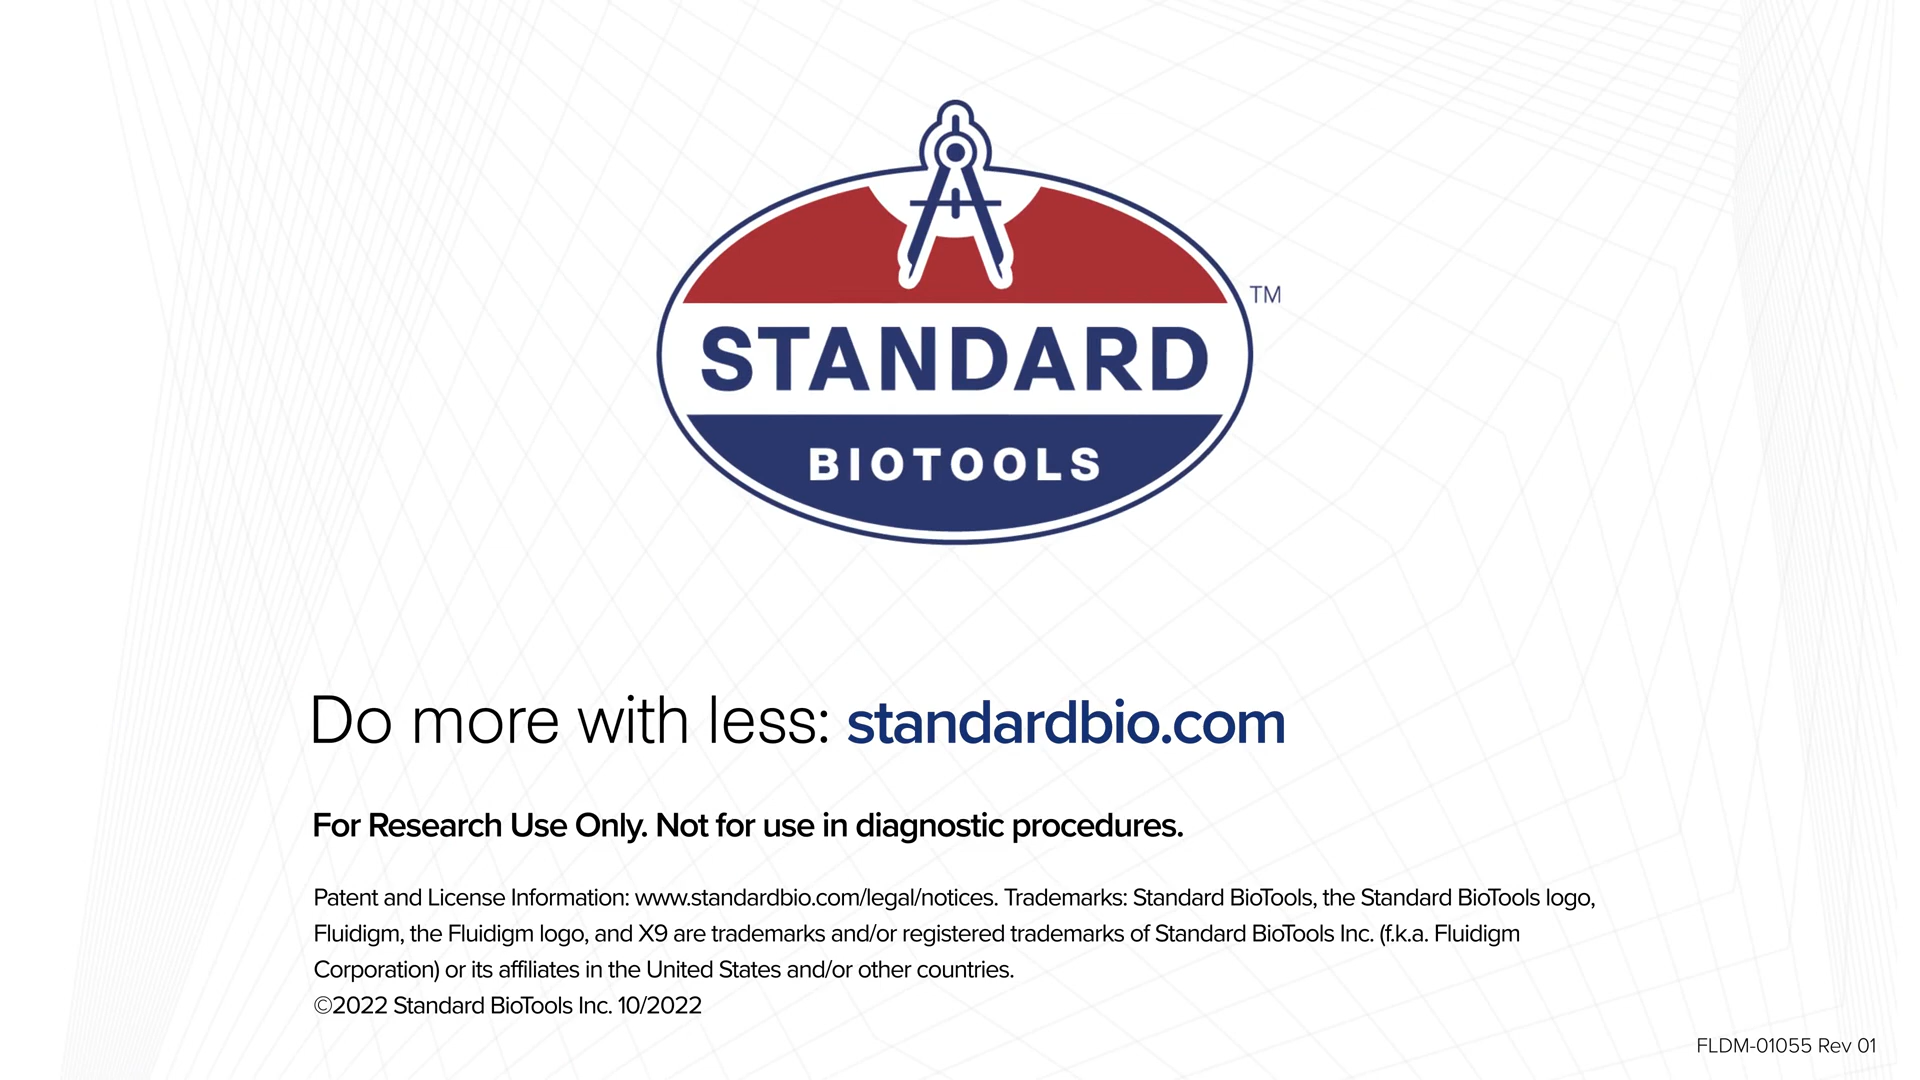 STANDARD
BIOTOOLS
TM
Do more with less: standardbio.com
For Research Use Only. Not for use in diagnostic procedures.
Patent and License Information: www.standardbio.com/legal/notices. Trademarks: Standard BioTools, the Standard BioTools logo,
Fluidigm, the Fluidigm logo, and X9 are trademarks and/or registered trademarks of Standard BioTools Inc. (f.k.a. Fluidigm
Corporation) or its affiliates in the United States and/or other countries.
©2022 Standard BioTools Inc. 10/2022
FLDM-01055 Rev 01